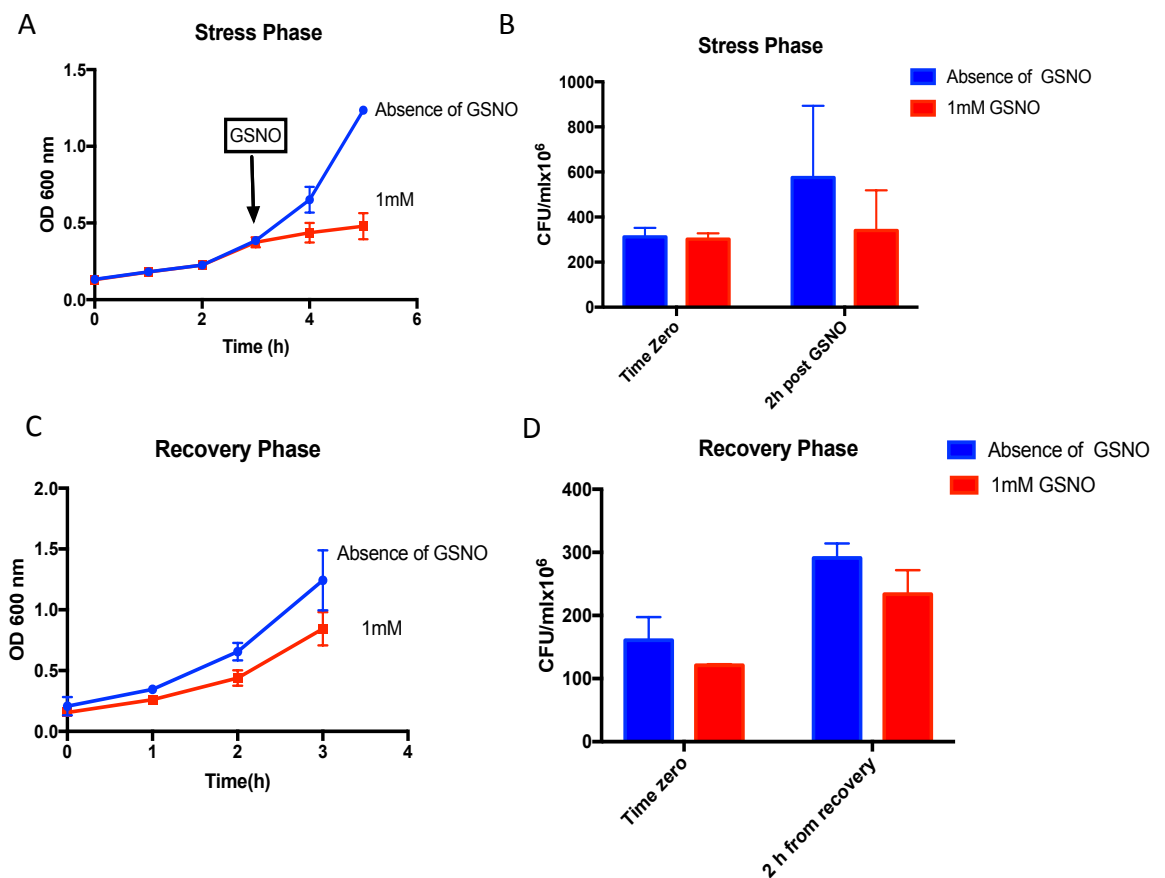 A
Stress Phase
1.5
1.0
0.5
0.0
OD 600 nm
GSNO
Absence of GSNO
1mM
0
2
4
6
Time (h)
B
Stress Phase
Absence of GSNO
1mM GSNO
1000
800
600
400
200
0
CFU/mlx10⁶
Time Zero
2h post GSNO
C
Recovery Phase
2.0
1.5
1.0
0.5
0.0
OD 600 nm
Absence of GSNO
1mM
0
1
2
3
4
Time(h)
D
Recovery Phase
Absence of GSNO
1mM GSNO
400
300
200
100
0
CFU/mlx10⁶
Time zero
2 h from recovery